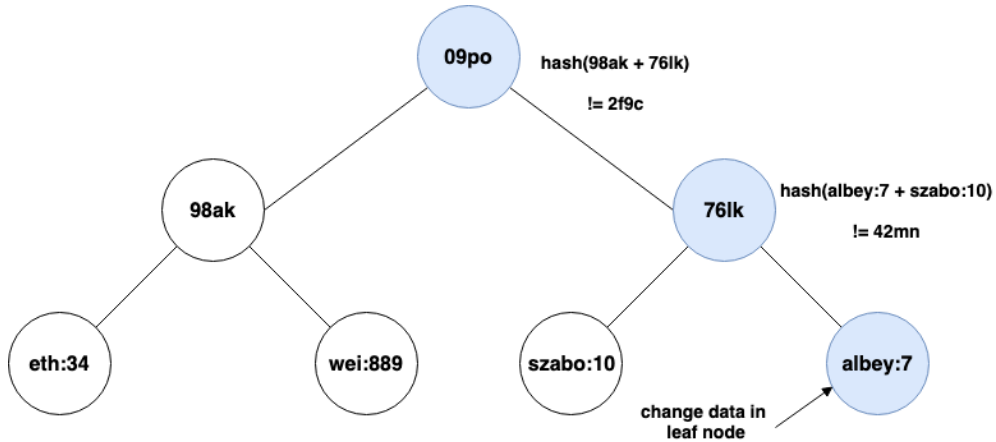 09po
hash(98ak + 76lk)
!= 2f9c
98ak
76lk
hash(albey:7 + szabo:10)
!= 42mn
eth:34
wei:889
szabo:10
albey:7
change data in
leaf node